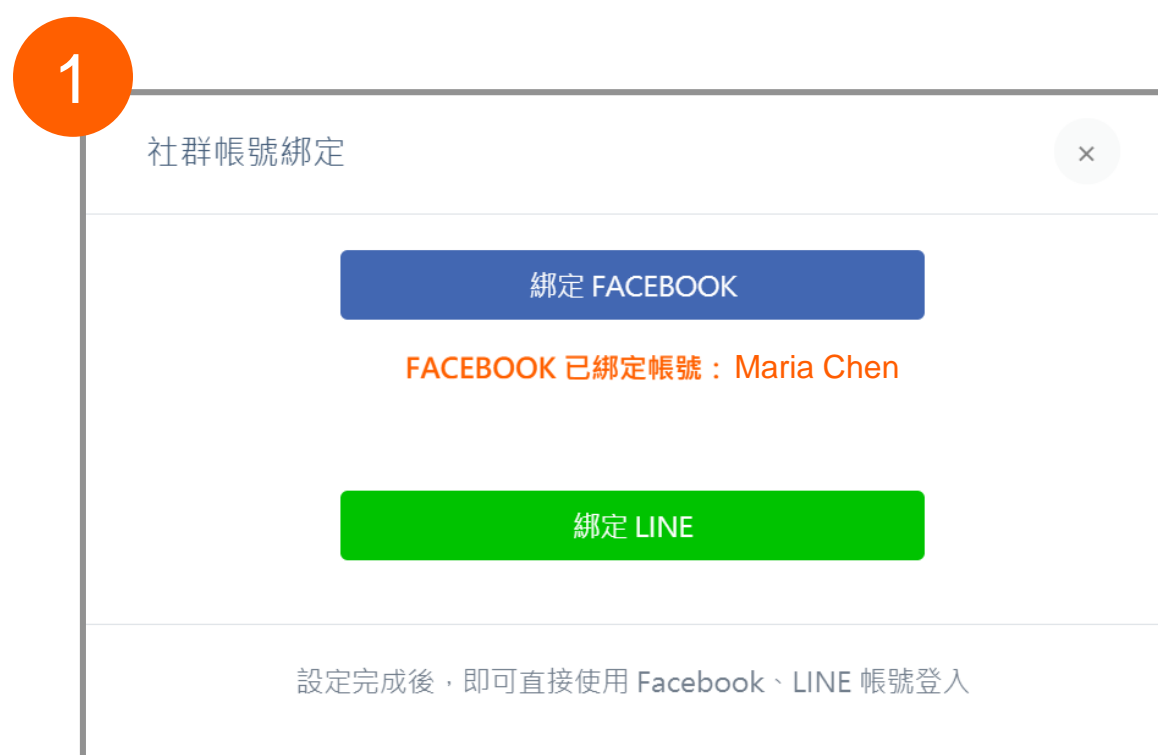 1
社群帳號綁定
×
綁定 FACEBOOK
FACEBOOK 已綁定帳號： Maria Chen
綁定 LINE
設定完成後，即可直接使用 Facebook、LINE 帳號登入